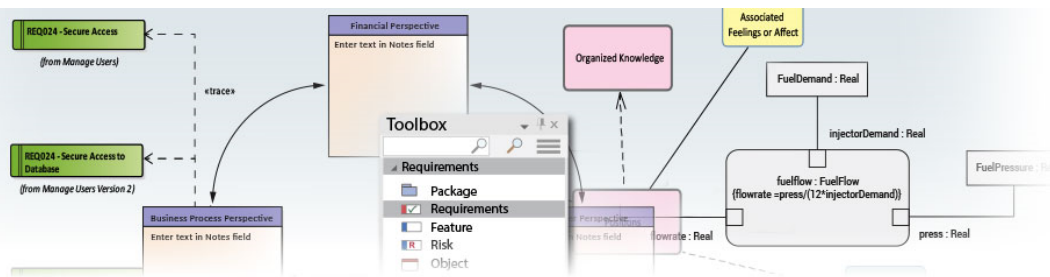 REQ024 - Secure Access
(from Manage Users)
«trace»
REQ024 - Secure Access to
Database
(from Manage Users Version 2)
Financial Perspective
Enter text in Notes field
Business Process Perspective
Enter text in Notes field
Toolbox
Requirements
Package
Requirements
Feature
Risk
Object
Organized Knowledge
Associated
Feelings or Affect
Perspective
Notes field
flowrate : Real
FuelDemand : Real
injectorDemand : Real
fuelflow : FuelFlow
{flowrate =press/(12*injectorDemand)}
FuelPressure :
press : Real